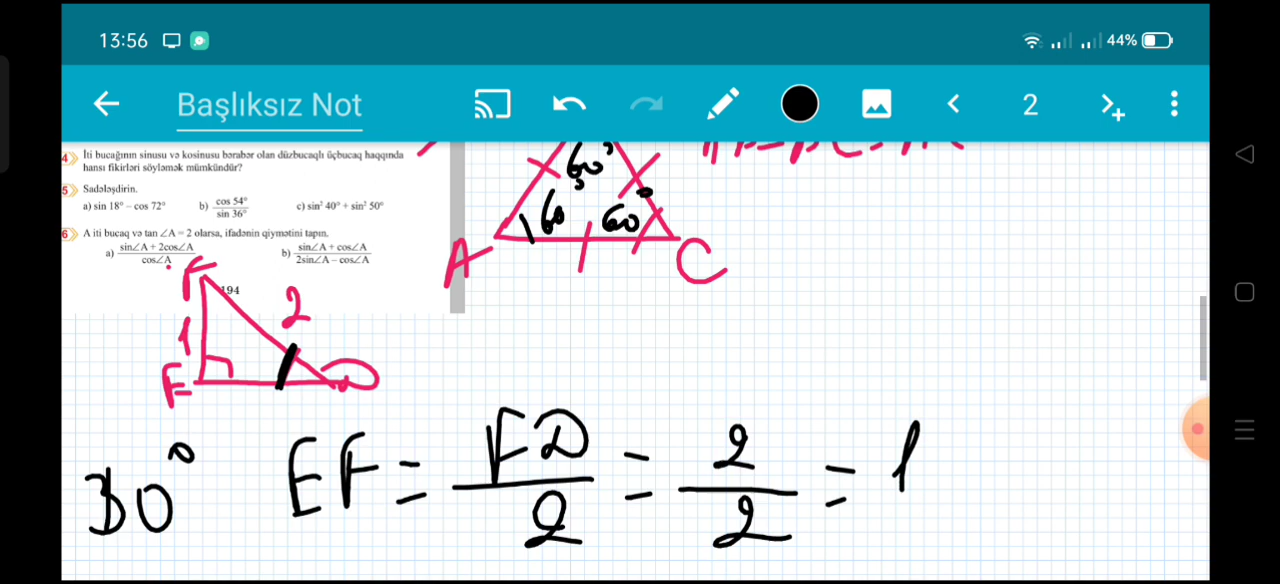 13:56
44%
Başlıksız Not
2
4 İti bucağının sinusu və kosinusu bərabər olan düzbucaqlı üçbucaq haqqında
hansı fikirləri söyləmək mümkündür?
5 Sadələşdirin.
a) sin 18° – cos 72° b) cos 54° / sin 36° c) sin² 40° + sin² 50°
6 A iti bucaq və tan ∠A = 2 olarsa, ifadənin qiymətini tapın.
a) sin∠A + 2cos∠A / cos∠A b) sin∠A + cos∠A / 2sin∠A – cos∠A
194
60°
60 60°
A C
F
1 2
E D
30° EF = FD/2 = 2/2 = 1